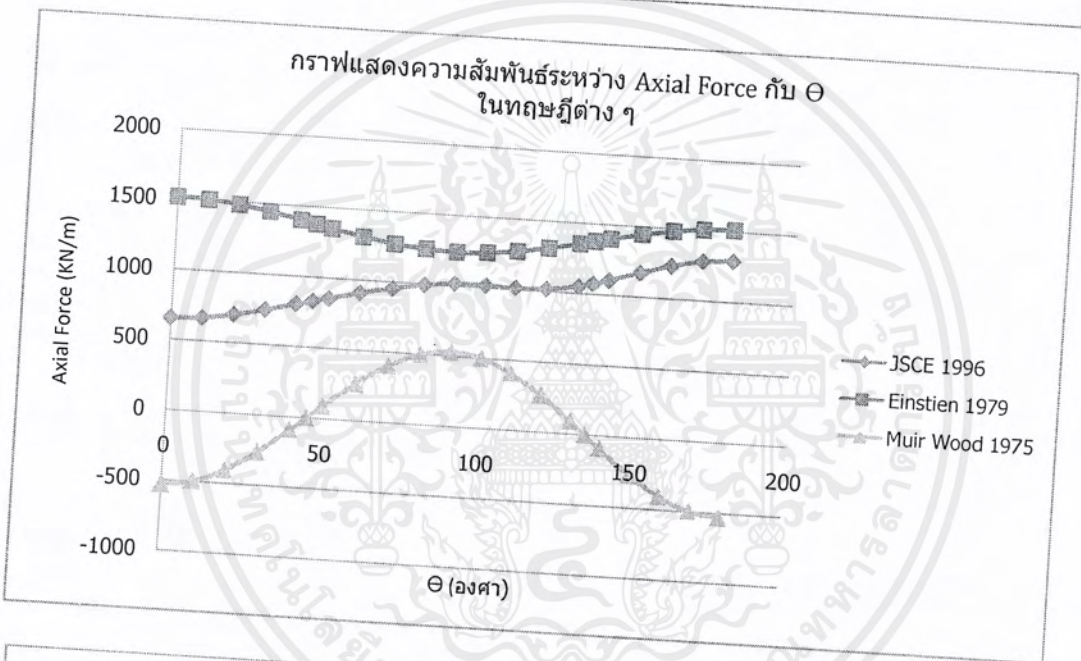 กราฟแสดงความสัมพันธ์ระหว่าง Axial Force กับ Θ
ในทฤษฎีต่าง ๆ
Axial Force (KN/m)
2000
1500
1000
500
0
-500
-1000
0
50
100
150
200
Θ (องศา)
JSCE 1996
Einstien 1979
Muir Wood 1975